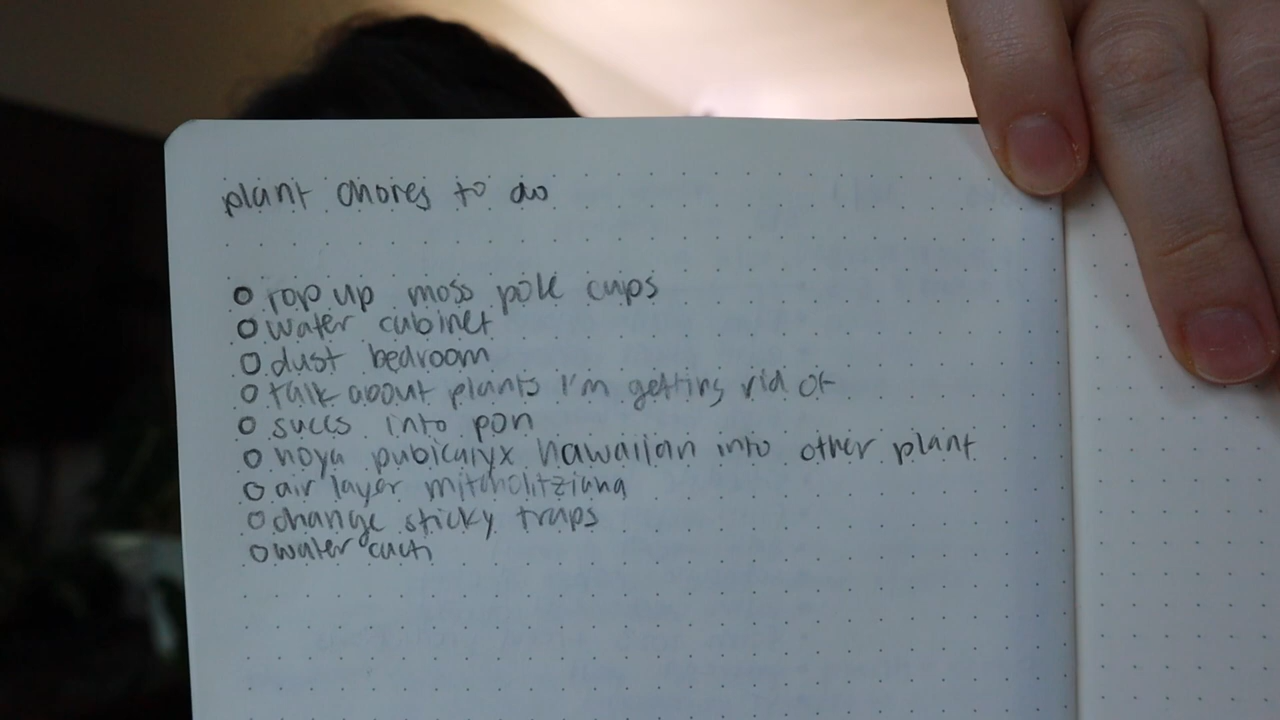 plant chores to do
top up moss pole cups
water cabinet
dust bedroom
talk about plants I'm getting rid of
succs into pon
hoya pubicalyx hawaiian into other plant
air layer mitcholitziana
change sticky traps
water cacti